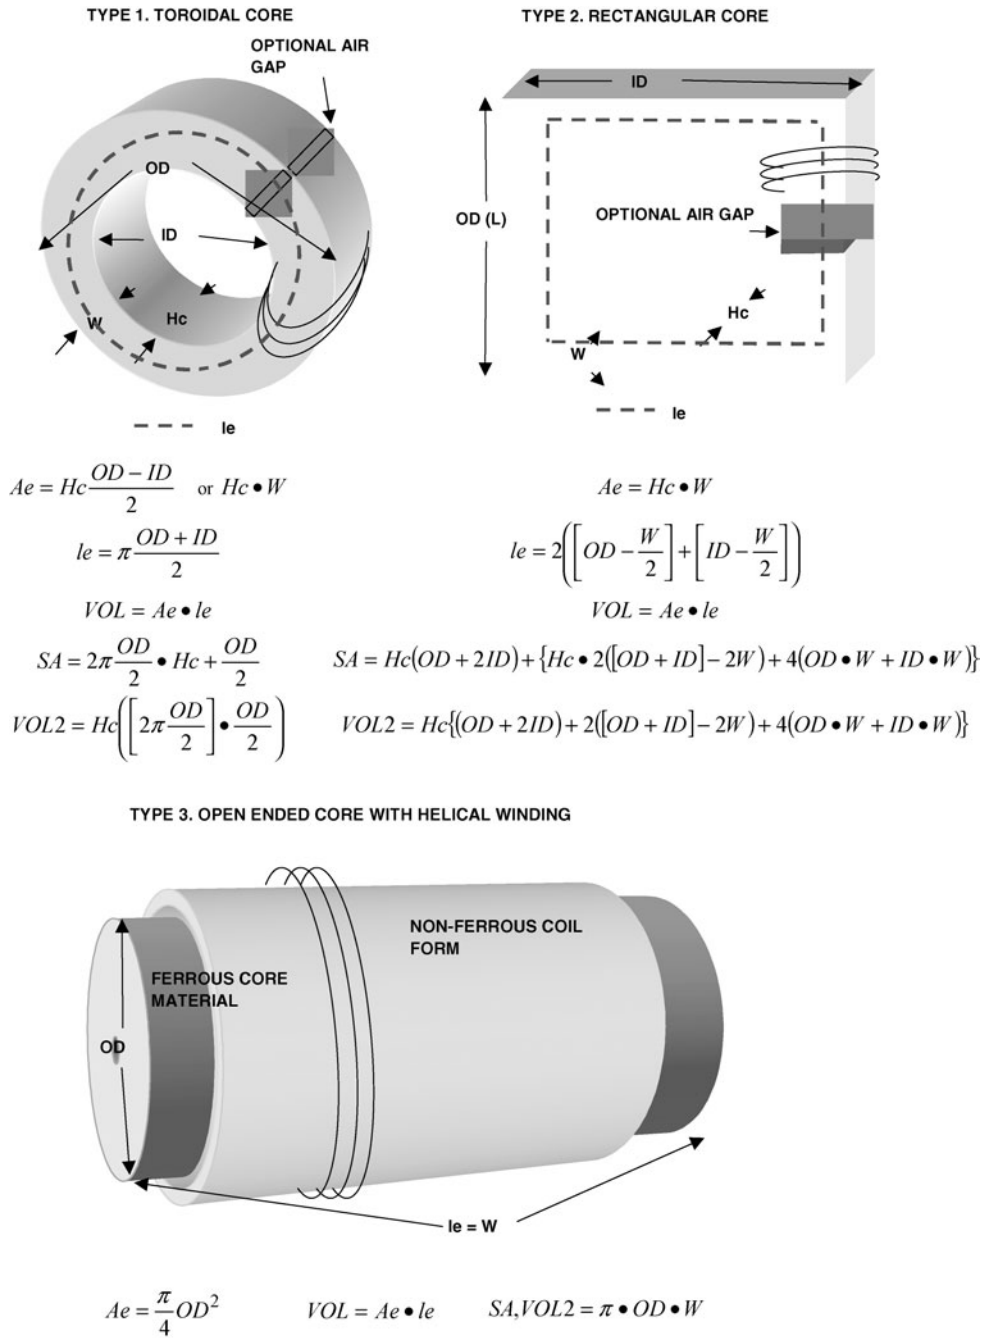 TYPE 1. TOROIDAL CORE
OPTIONAL AIR
GAP
OD
ID
W
Hc
le
Ae = Hc (OD − ID)/2 or Hc • W
le = π (OD + ID)/2
VOL = Ae • le
SA = 2π OD/2 • Hc + OD/2
VOL2 = Hc([2π OD/2] • OD/2)
TYPE 2. RECTANGULAR CORE
ID
OD (L)
OPTIONAL AIR GAP
Hc
W
le
Ae = Hc • W
le = 2([OD − W/2] + [ID − W/2])
VOL = Ae • le
SA = Hc(OD + 2ID) + {Hc • 2([OD + ID] − 2W) + 4(OD • W + ID • W)}
VOL2 = Hc{(OD + 2ID) + 2([OD + ID] − 2W) + 4(OD • W + ID • W)}
TYPE 3. OPEN ENDED CORE WITH HELICAL WINDING
NON-FERROUS COIL
FORM
FERROUS CORE
MATERIAL
OD
le = W
Ae = π/4 OD²
VOL = Ae • le
SA,VOL2 = π • OD • W